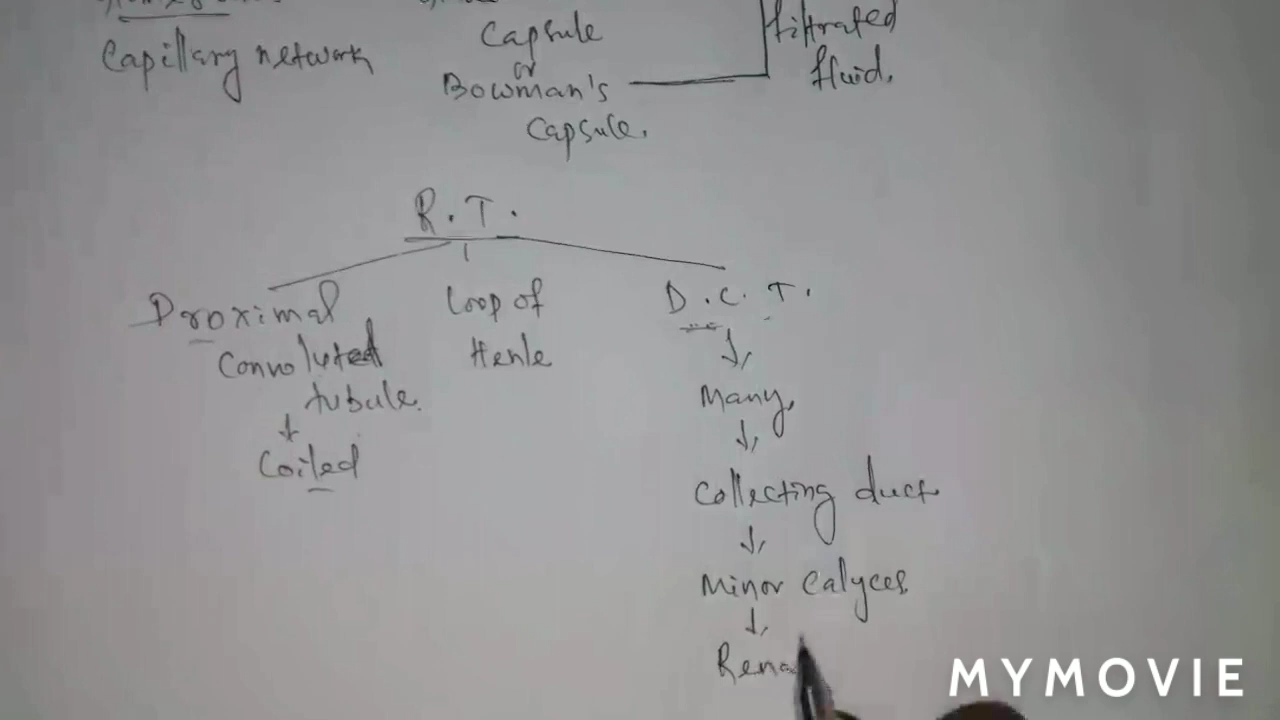 Capillary network
Capsule
or
Bowman's
Capsule.
filtrated
fluid.
R.T.
Proximal
Convoluted
tubule.
Coiled
Loop of
Henle
D.C.T.
Many,
Collecting duct
Minor Calyces
Rena
MYMOVIE